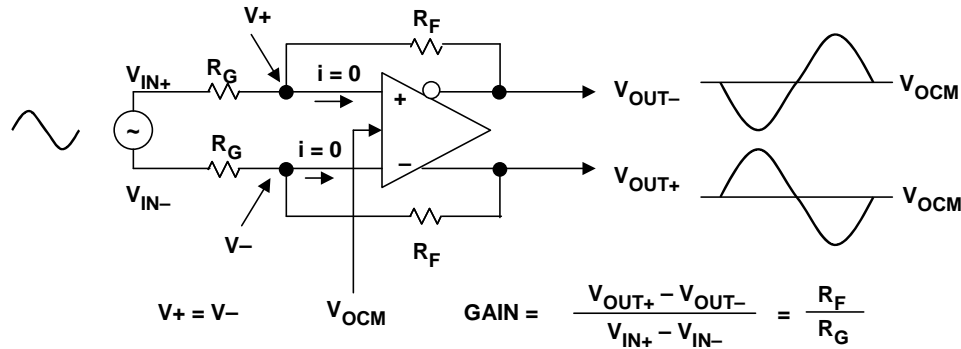 V+
RF
VIN+
RG
i = 0
+
VOUT–
VOCM
~
RG
i = 0
–
VOUT+
VOCM
VIN–
V–
RF
V+ = V–
VOCM
GAIN = VOUT+ – VOUT– / VIN+ – VIN– = RF / RG